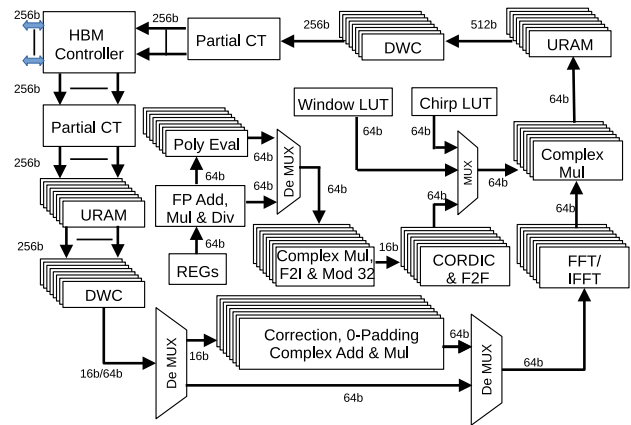 256b
HBM
Controller
256b
Partial CT
256b
DWC
512b
URAM
256b
Partial CT
256b
URAM
256b
DWC
16b/64b
Poly Eval
64b
64b
FP Add,
Mul & Div
64b
64b
REGs
De MUX
64b
Window LUT
Chirp LUT
64b
64b
64b
MUX
64b
64b
Complex
Mul
64b
Complex Mul,
F2I & Mod 32
16b
CORDIC
& F2F
FFT/
IFFT
De MUX
16b
Correction, 0-Padding
Complex Add & Mul
64b
64b
De MUX
64b